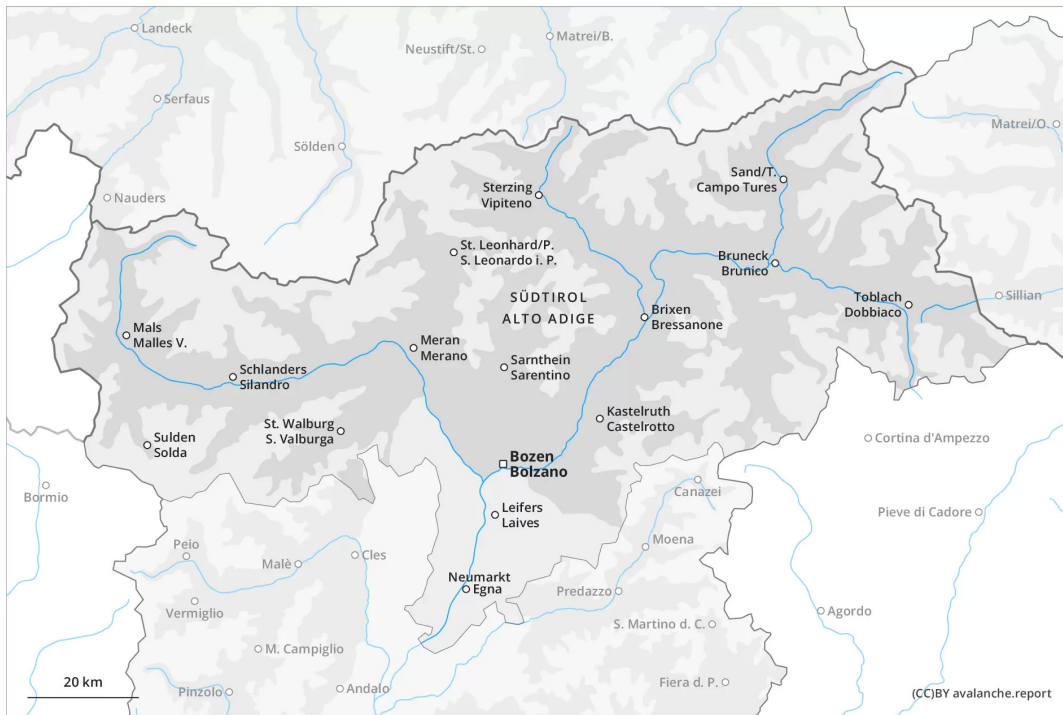 Landeck
Matrei/B.
Neustift/St.
Serfaus
Matrei/O.
Sölden
Sand/T.
Campo Tures
Sterzing
Vipiteno
Nauders
St. Leonhard/P.
S. Leonardo i. P.
Bruneck
Brunico
SÜDTIROL
ALTO ADIGE
Toblach
Dobbiaco
Sillian
Brixen
Bressanone
Mals
Malles V.
Meran
Merano
Sarnthein
Sarentino
Schlanders
Silandro
Kastelruth
Castelrotto
St. Walburg
S. Valburga
Sulden
Solda
Cortina d'Ampezzo
Bozen
Bolzano
Canazei
Bormio
Leifers
Laives
Pieve di Cadore
Moena
Peio
Cles
Malè
Neumarkt
Egna
Predazzo
Vermiglio
Agordo
S. Martino d. C.
M. Campiglio
Fiera d. P.
20 km
Pinzolo
Andalo
(CC)BY avalanche.report